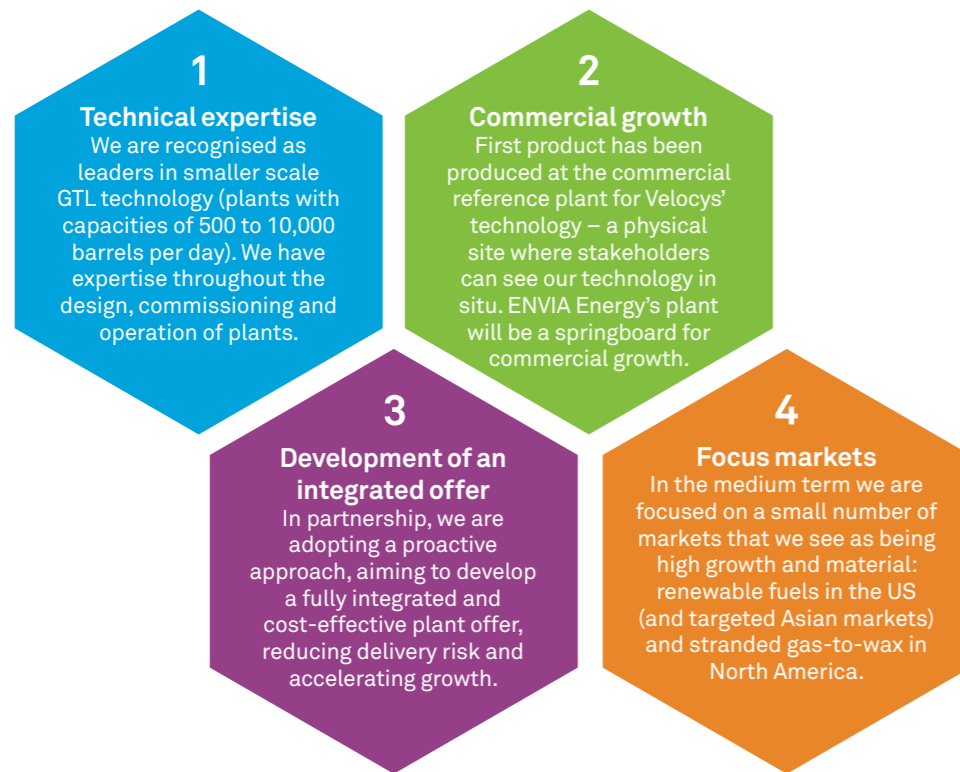 1
Technical expertise
We are recognised as
leaders in smaller scale
GTL technology (plants with
capacities of 500 to 10,000
barrels per day). We have
expertise throughout the
design, commissioning and
operation of plants.
2
Commercial growth
First product has been
produced at the commercial
reference plant for Velocys’
technology – a physical
site where stakeholders
can see our technology in
situ. ENVIA Energy’s plant
will be a springboard for
commercial growth.
3
Development of an
integrated offer
In partnership, we are
adopting a proactive
approach, aiming to develop
a fully integrated and
cost-effective plant offer,
reducing delivery risk and
accelerating growth.
4
Focus markets
In the medium term we are
focused on a small number of
markets that we see as being
high growth and material:
renewable fuels in the US
(and targeted Asian markets)
and stranded gas-to-wax in
North America.